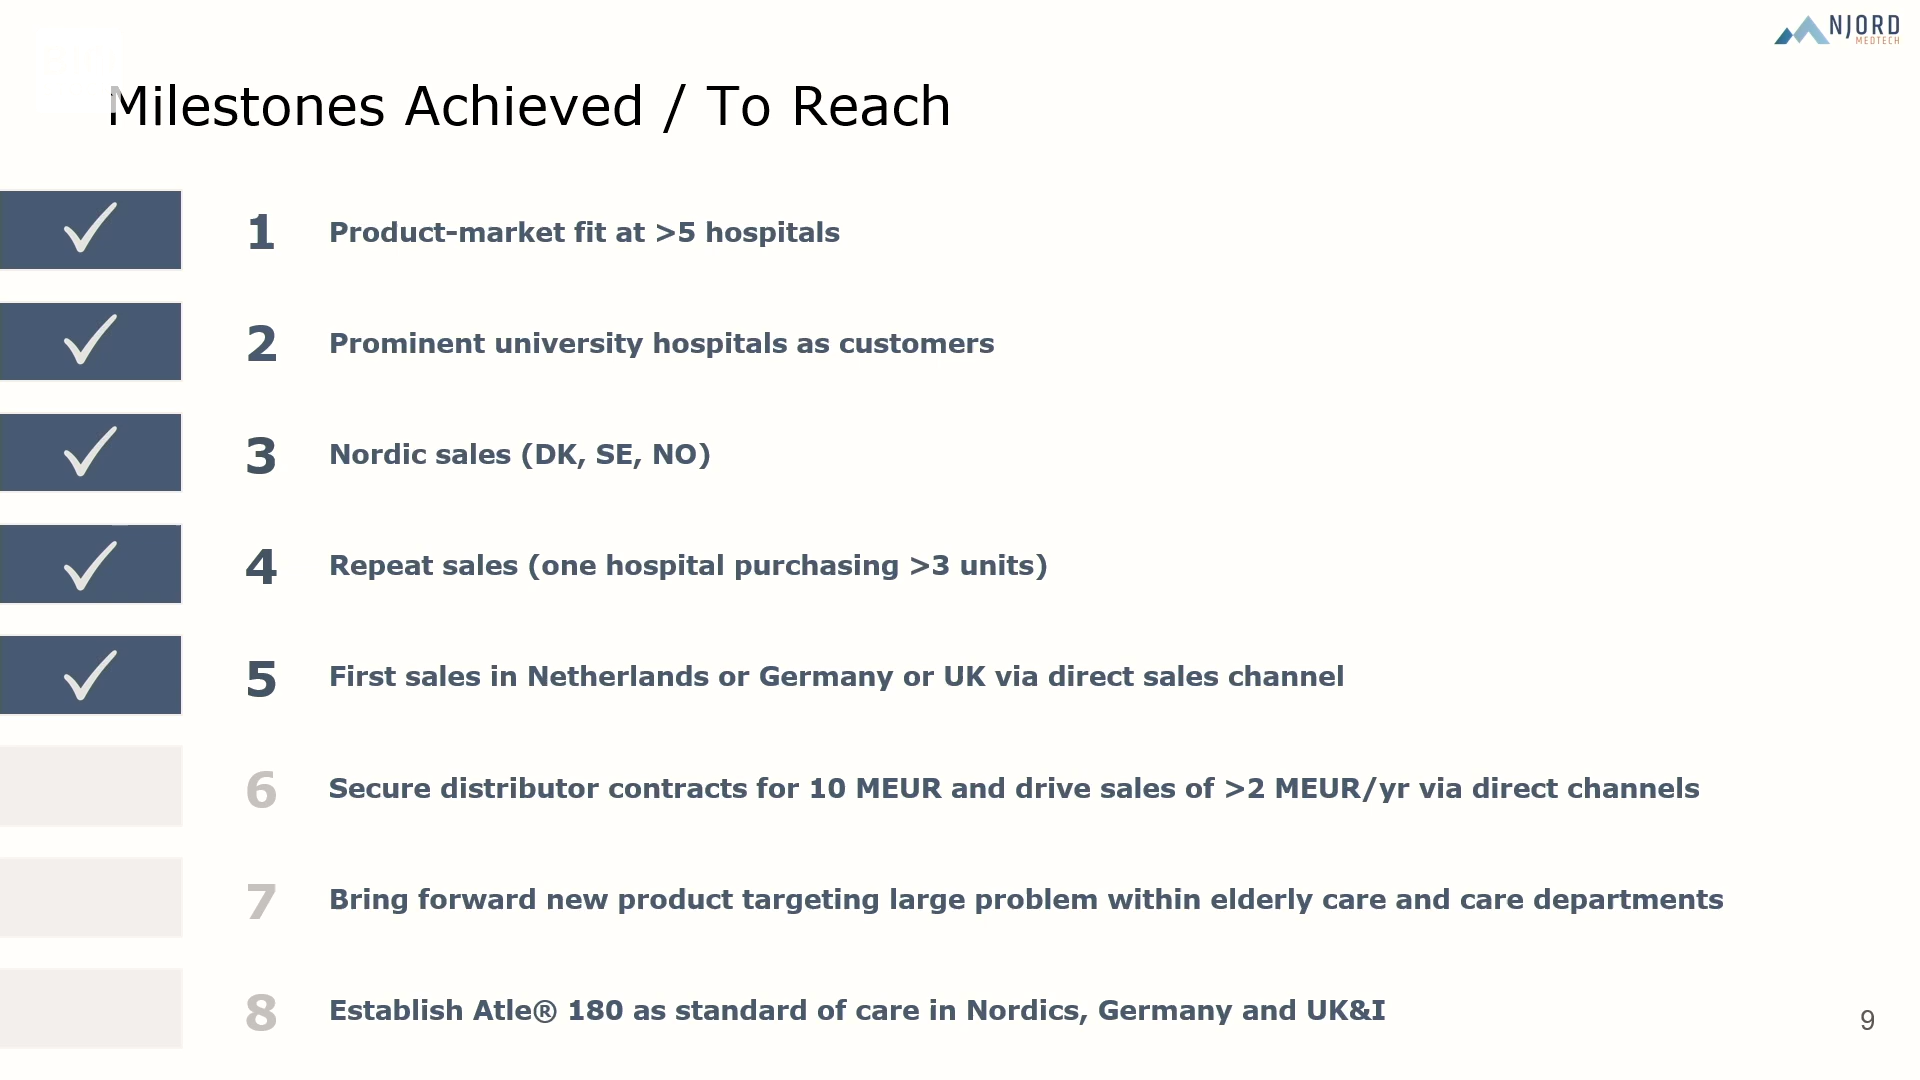 NJORD
MEDTECH
Milestones Achieved / To Reach
1 Product-market fit at >5 hospitals
2 Prominent university hospitals as customers
3 Nordic sales (DK, SE, NO)
4 Repeat sales (one hospital purchasing >3 units)
5 First sales in Netherlands or Germany or UK via direct sales channel
6 Secure distributor contracts for 10 MEUR and drive sales of >2 MEUR/yr via direct channels
7 Bring forward new product targeting large problem within elderly care and care departments
8 Establish Atle® 180 as standard of care in Nordics, Germany and UK&I
9